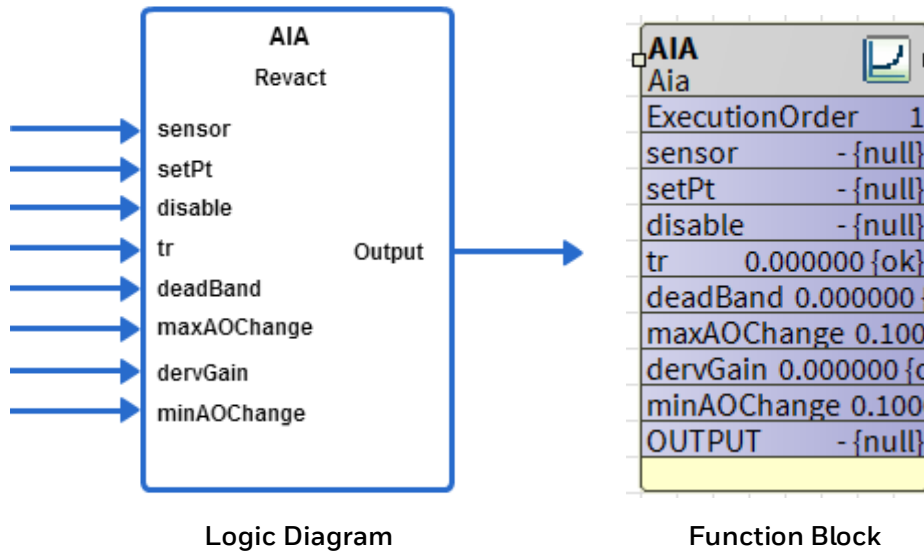 AIA
Revact
sensor
setPt
disable
tr
Output
deadBand
maxAOChange
dervGain
minAOChange
AIA
Aia
ExecutionOrder 1
sensor - {null}
setPt - {null}
disable - {null}
tr 0.000000 {ok}
deadBand 0.000000 {
maxAOChange 0.100
dervGain 0.000000 {o
minAOChange 0.100
OUTPUT - {null}
Logic Diagram
Function Block